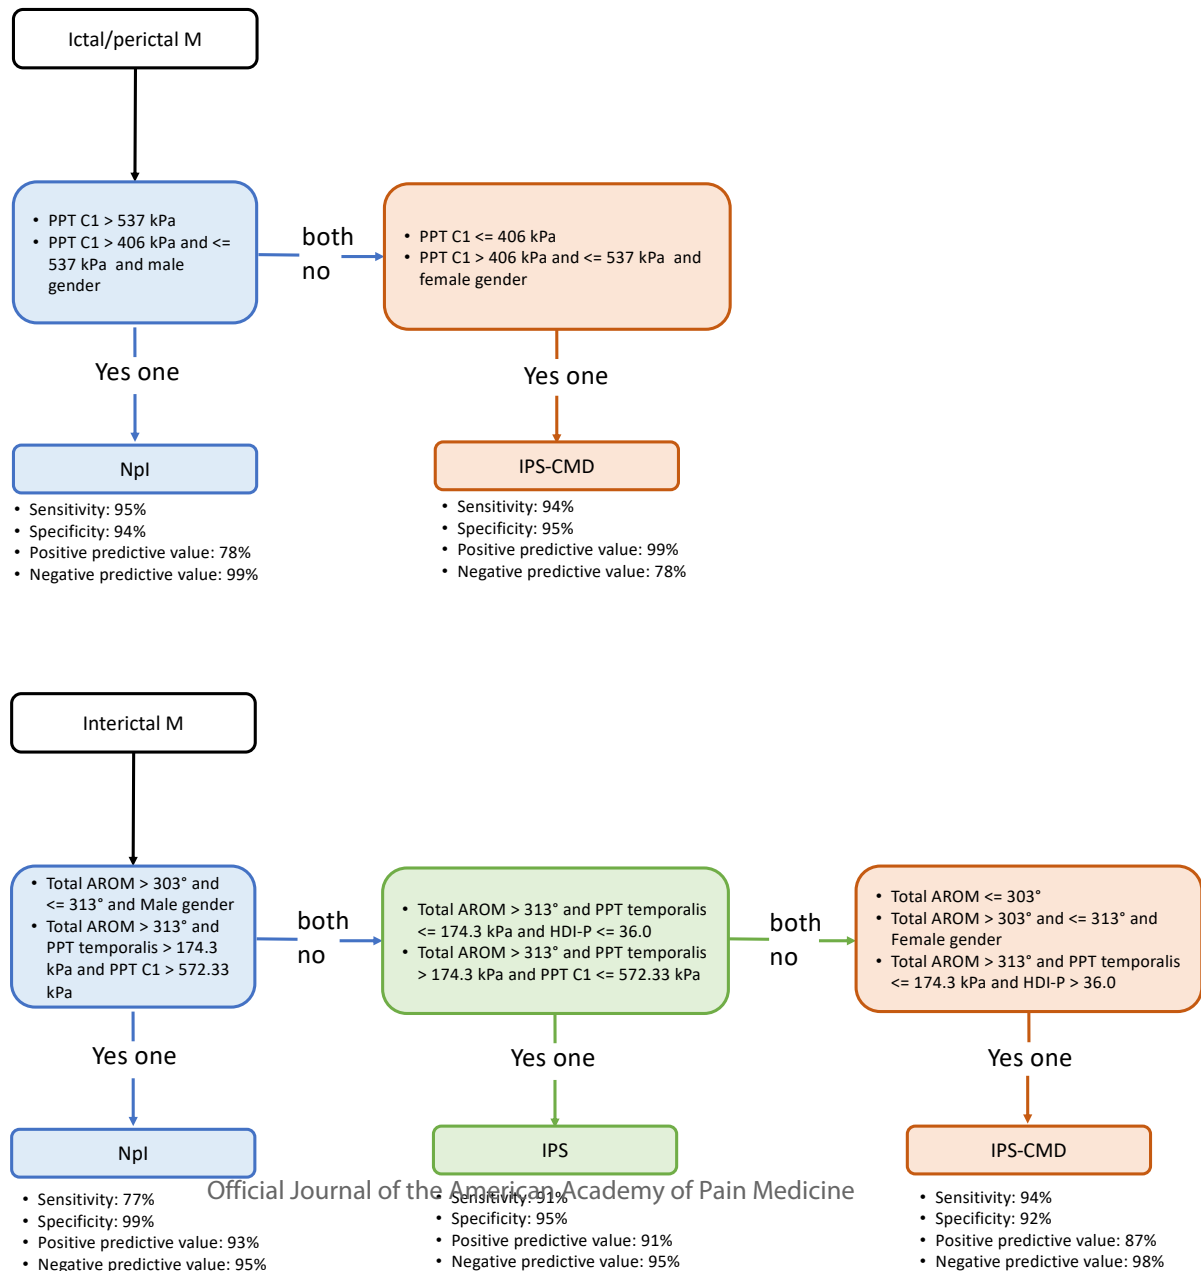 Ictal/perictal M
• PPT C1 > 537 kPa
• PPT C1 > 406 kPa and <=
537 kPa and male
gender
both
no
• PPT C1 <= 406 kPa
• PPT C1 > 406 kPa and <= 537 kPa and
female gender
Yes one
Yes one
NpI
IPS-CMD
• Sensitivity: 95%
• Specificity: 94%
• Positive predictive value: 78%
• Negative predictive value: 99%
• Sensitivity: 94%
• Specificity: 95%
• Positive predictive value: 99%
• Negative predictive value: 78%
Interictal M
• Total AROM > 303° and
<= 313° and Male gender
• Total AROM > 313° and
PPT temporalis > 174.3
kPa and PPT C1 > 572.33
kPa
both
no
• Total AROM > 313° and PPT temporalis
<= 174.3 kPa and HDI-P <= 36.0
• Total AROM > 313° and PPT temporalis
> 174.3 kPa and PPT C1 <= 572.33 kPa
both
no
• Total AROM <= 303°
• Total AROM > 303° and <= 313° and
Female gender
• Total AROM > 313° and PPT temporalis
<= 174.3 kPa and HDI-P > 36.0
Yes one
Yes one
Yes one
NpI
IPS
IPS-CMD
• Sensitivity: 77%
• Specificity: 99%
• Positive predictive value: 93%
• Negative predictive value: 95%
• Sensitivity: 91%
• Specificity: 95%
• Positive predictive value: 91%
• Negative predictive value: 95%
• Sensitivity: 94%
• Specificity: 92%
• Positive predictive value: 87%
• Negative predictive value: 98%
Official Journal of the American Academy of Pain Medicine